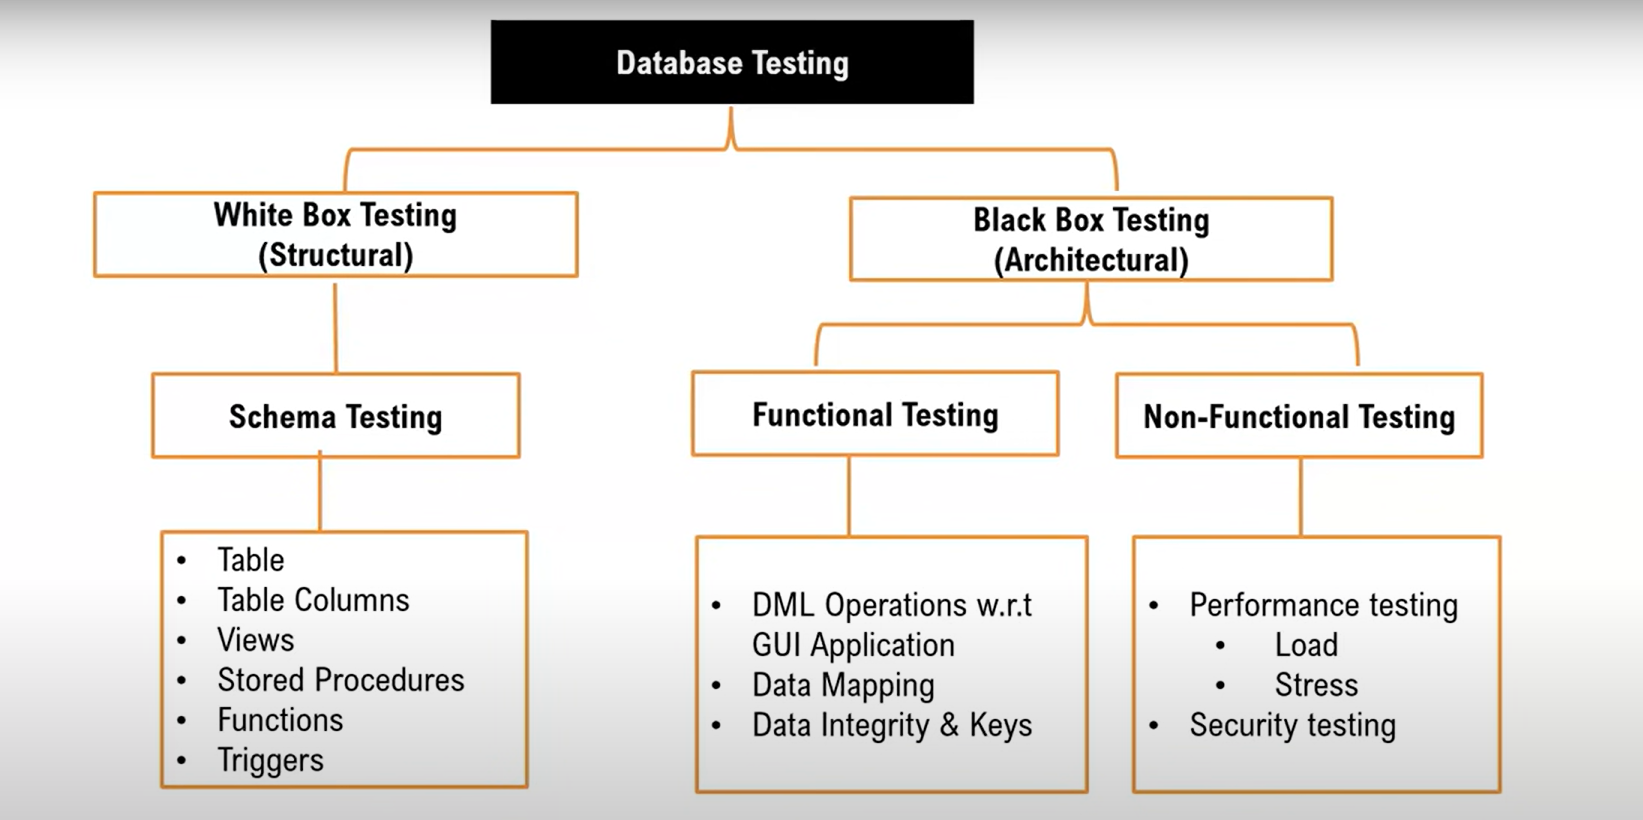 Database Testing
White Box Testing
(Structural)
Black Box Testing
(Architectural)
Schema Testing
Functional Testing
Non-Functional Testing
• Table
• Table Columns
• Views
• Stored Procedures
• Functions
• Triggers
• DML Operations w.r.t
GUI Application
• Data Mapping
• Data Integrity & Keys
• Performance testing
• Load
• Stress
• Security testing